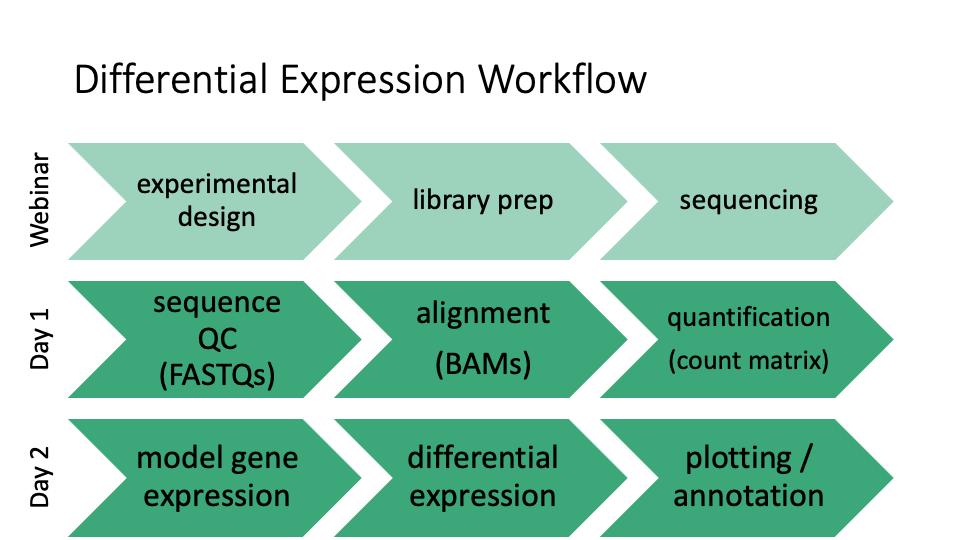 Differential Expression Workflow
Webinar
experimental
design
library prep
sequencing
Day 1
sequence
QC
(FASTQs)
alignment
(BAMs)
quantification
(count matrix)
Day 2
model gene
expression
differential
expression
plotting /
annotation